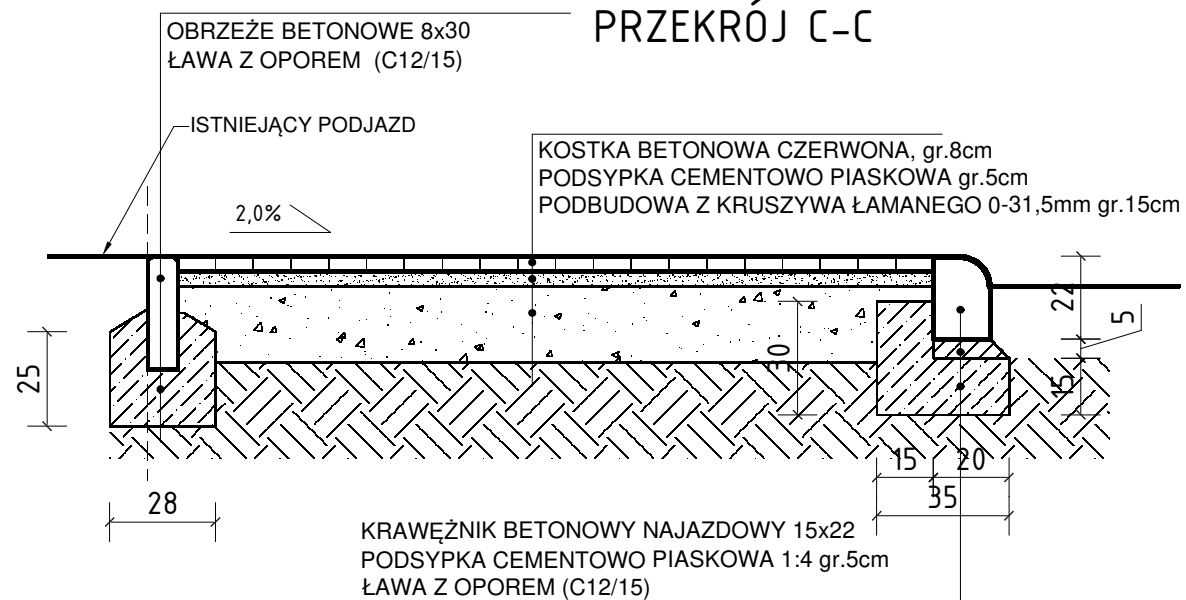 PRZEKRÓJ C-C
OBRZEŻE BETONOWE 8x30
ŁAWA Z OPOREM (C12/15)
ISTNIEJĄCY PODJAZD
KOSTKA BETONOWA CZERWONA, gr.8cm
PODSYPKA CEMENTOWO PIASKOWA gr.5cm
PODBUDOWA Z KRUSZYWA ŁAMANEGO 0-31,5mm gr.15cm
2,0%
22
5
30
25
15
15 20
35
28
KRAWĘŻNIK BETONOWY NAJAZDOWY 15x22
PODSYPKA CEMENTOWO PIASKOWA 1:4 gr.5cm
ŁAWA Z OPOREM (C12/15)